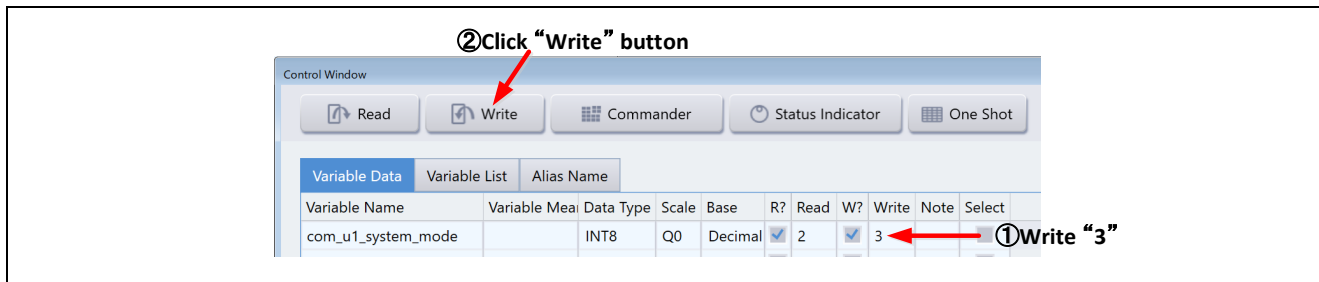 ②Click “Write” button
Control Window
Read Write Commander Status Indicator One Shot
Variable Data Variable List Alias Name
Variable Name Variable Mea Data Type Scale Base R? Read W? Write Note Select
com_u1_system_mode INT8 Q0 Decimal 2 3
①Write “3”